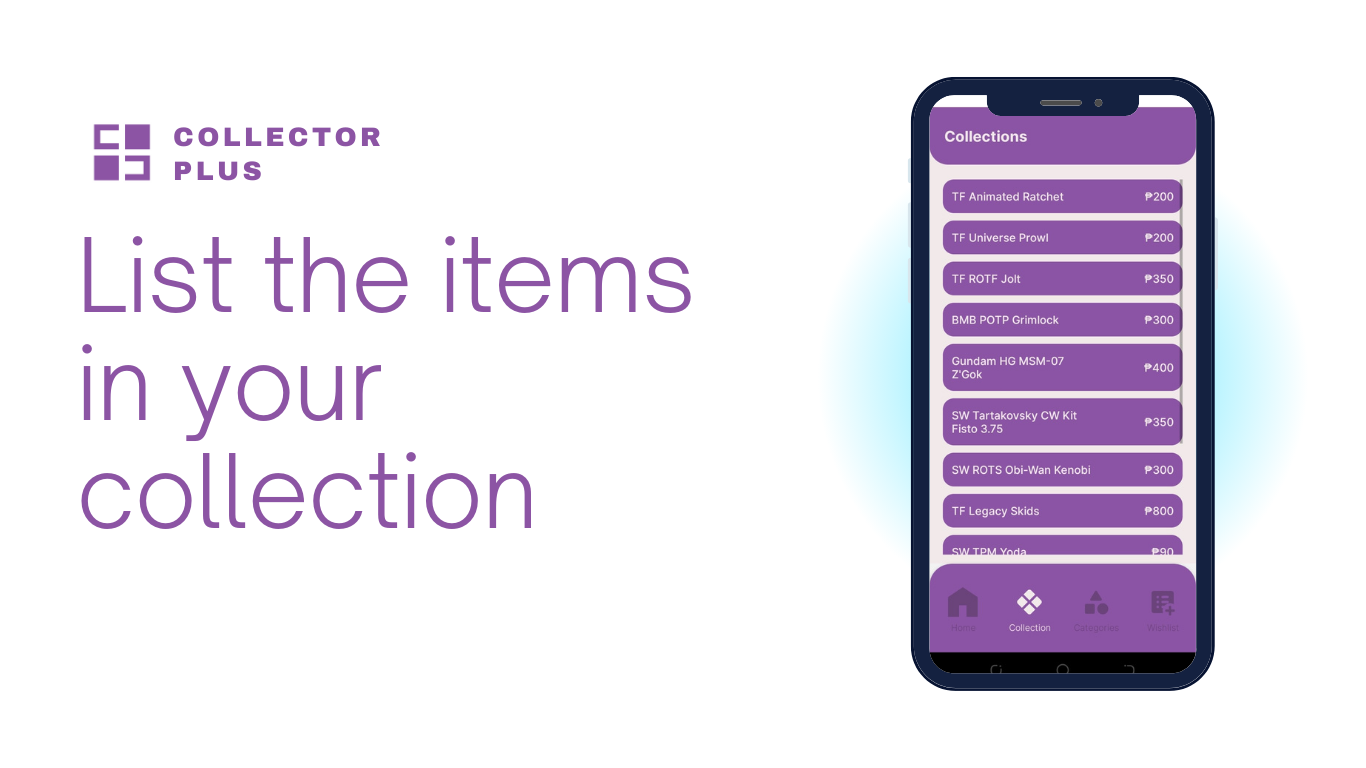 COLLECTOR
PLUS
List the items
in your
collection
Collections
TF Animated Ratchet ₱200
TF Universe Prowl ₱200
TF ROTF Jolt ₱350
BMB POTP Grimlock ₱300
Gundam HG MSM-07
Z'Gok ₱400
SW Tartakovsky CW Kit
Fisto 3.75 ₱350
SW ROTS Obi-Wan Kenobi ₱300
TF Legacy Skids ₱800
SW TPM Yoda ₱90
Home Collection Categories Wishlist